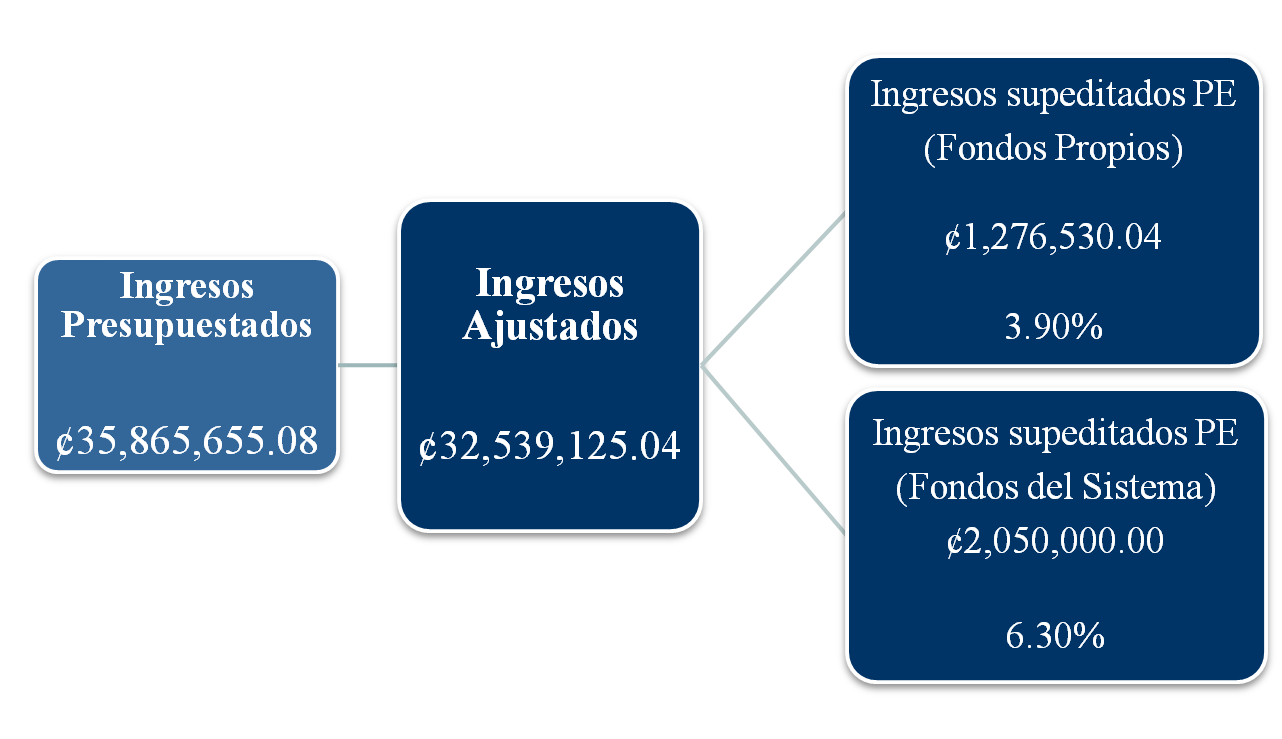 Ingresos
Presupuestados
₡35,865,655.08
Ingresos
Ajustados
₡32,539,125.04
Ingresos supeditados PE
(Fondos Propios)
₡1,276,530.04
3.90%
Ingresos supeditados PE
(Fondos del Sistema)
₡2,050,000.00
6.30%